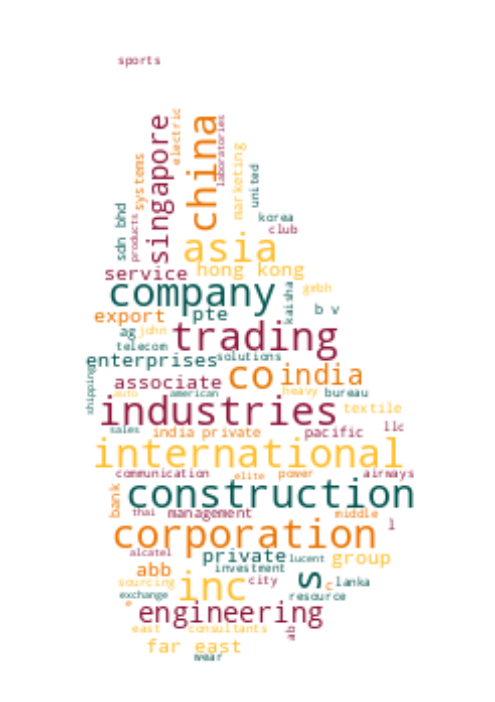 sports
singapore
electric
china
laboratories
systems
products
sdn bhd
marketing
united
korea
club
asia
service
hong kong
company
kaisha
gmbh
export
pte
b v
ag
john
trading
telecom
enterprises
solutions
shipping
associate
co
india
auto
american
heavy
bureau
industries
textile
sales
india private
pacific
llc
international
communication
elite
power
airways
bank
construction
thai
management
middle
corporation
l
alcatel
private
lucent
group
abb
investment
s
sourcing
inc
city
c
lanka
exchange
resource
e
engineering
east
consultants
ab
far east
wear